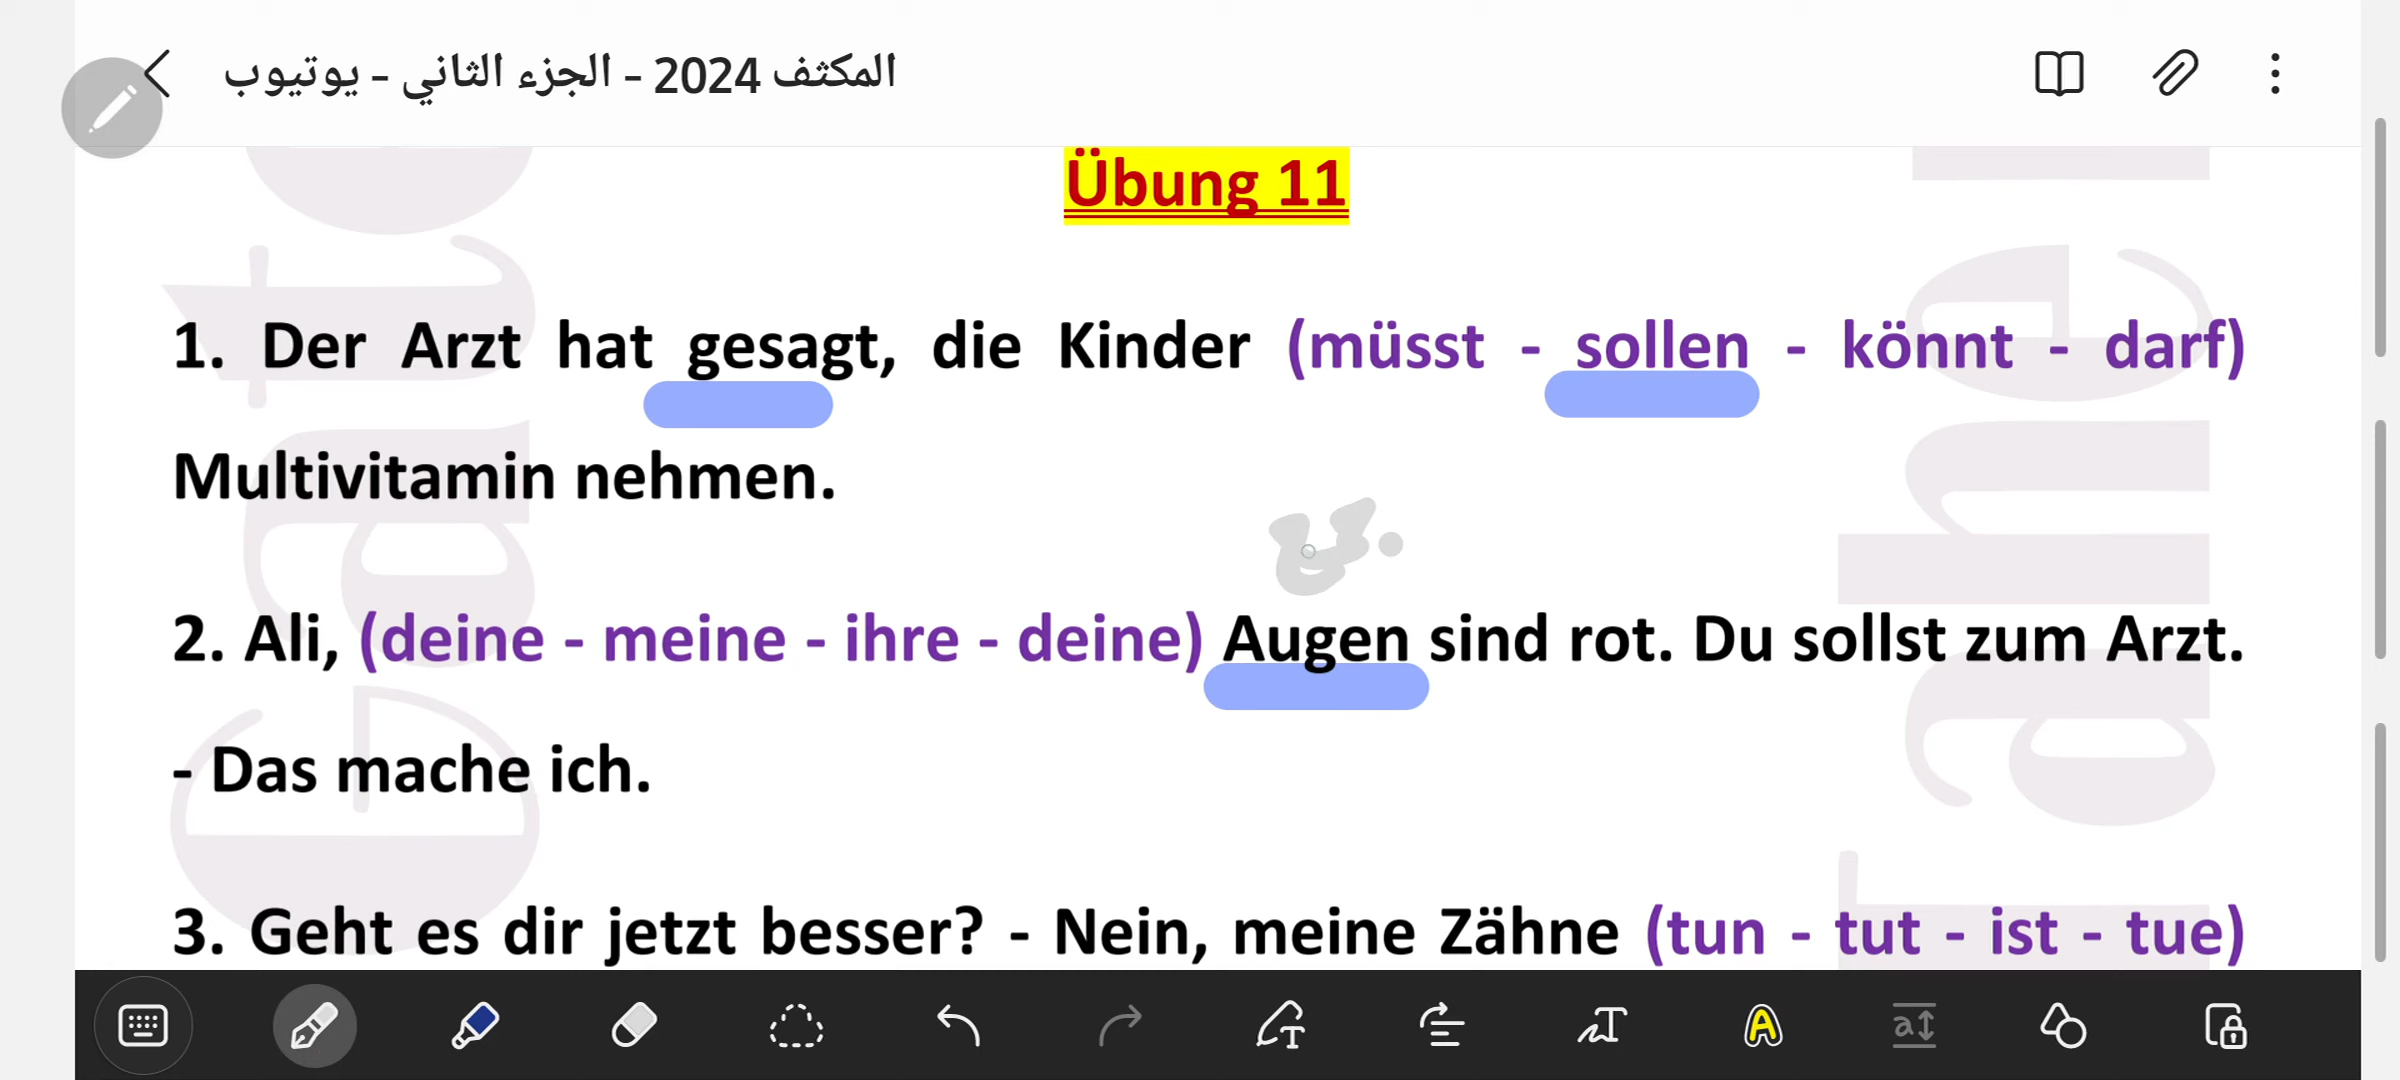 المكثف 2024 - الجزء الثاني - يوتيوب
Übung 11
1. Der Arzt hat gesagt, die Kinder (müsst - sollen - könnt - darf)
Multivitamin nehmen.
2. Ali, (deine - meine - ihre - deine) Augen sind rot. Du sollst zum Arzt.
- Das mache ich.
3. Geht es dir jetzt besser? - Nein, meine Zähne (tun - tut - ist - tue)